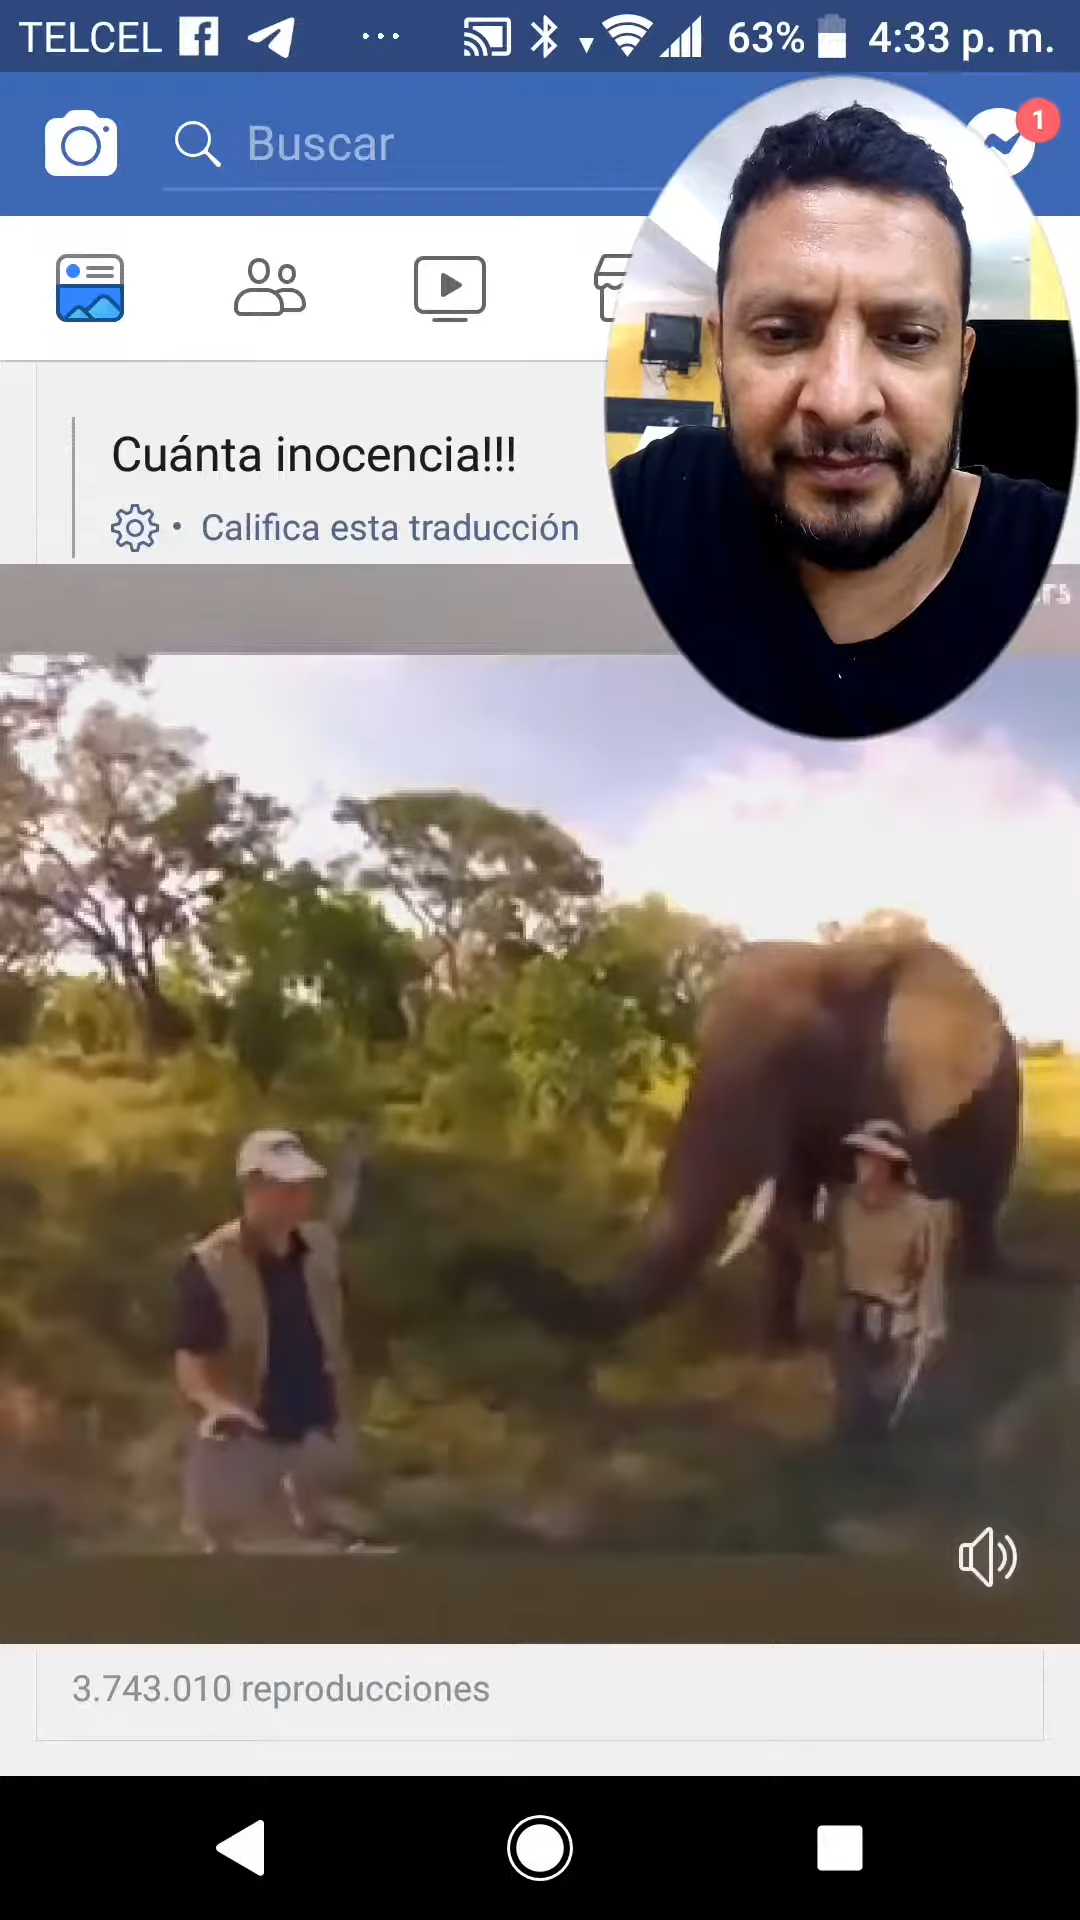 TELCEL 63% 4:33 p. m.
Buscar
1
Cuánta inocencia!!!
• Califica esta traducción
3.743.010 reproducciones